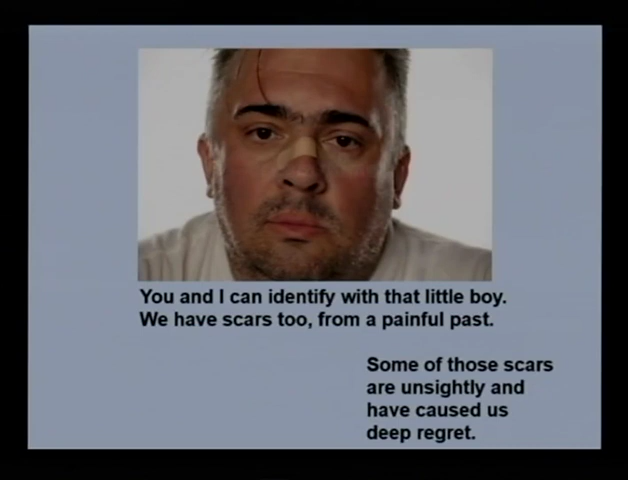 You and I can identify with that little boy.
We have scars too, from a painful past.
Some of those scars
are unsightly and
have caused us
deep regret.